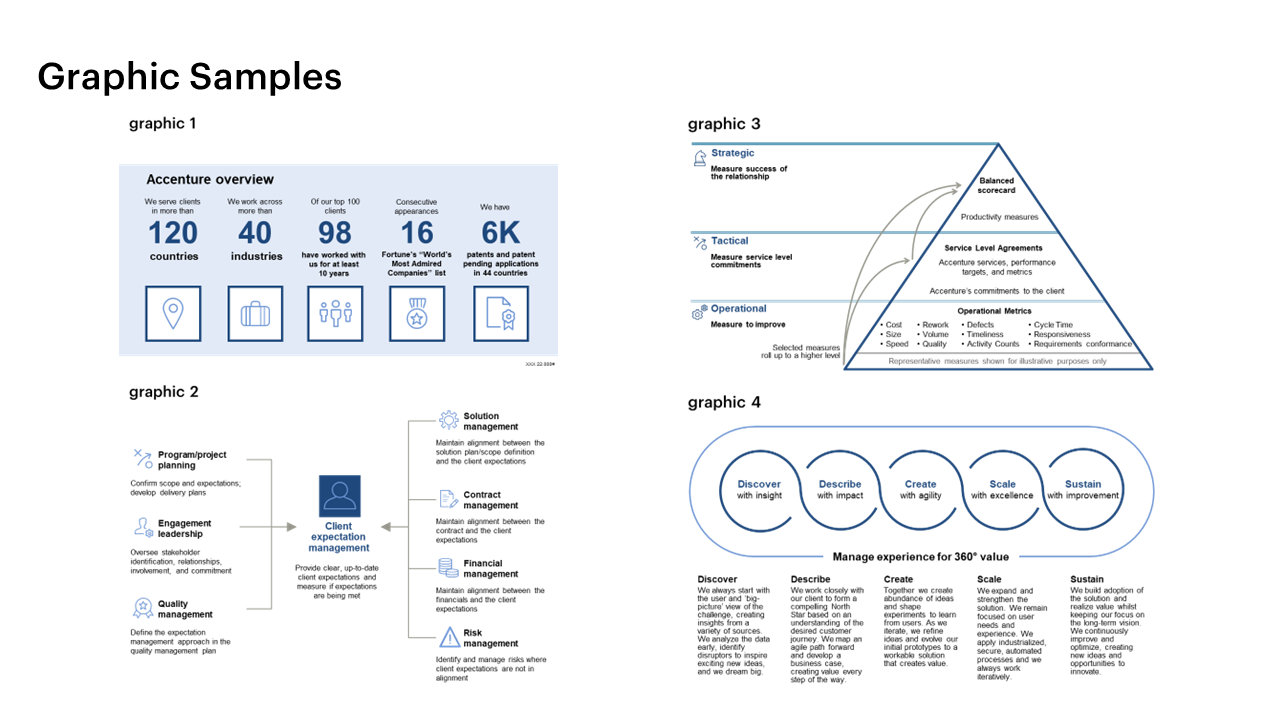 Graphic Samples
graphic 1
Accenture overview
We serve clients
in more than
120
countries
We work across
more than
40
industries
Of our top 100
clients
98
have worked with
us for at least
10 years
Consecutive
appearances
16
Fortune's "World's
Most Admired
Companies" list
We have
6K
patents and patent
pending applications
in 44 countries
graphic 2
Program/project
planning
Confirm scope and expectations;
develop delivery plans
Engagement
leadership
Oversee stakeholder
identification, relationships,
involvement, and commitment
Quality
management
Define the expectation
management approach in the
quality management plan
Client
expectation
management
Provide clear, up-to-date
client expectations and
measure if expectations
are being met
Solution
management
Maintain alignment between the
solution plan/scope definition
and the client expectations
Contract
management
Maintain alignment between the
contract and the client
expectations
Financial
management
Maintain alignment between the
financials and the client
expectations
Risk
management
Identify and manage risks where
client expectations are not in
alignment
graphic 3
Strategic
Measure success of
the relationship
Tactical
Measure service level
commitments
Operational
Measure to improve
Selected measures
roll up to a higher level
Balanced
scorecard
Productivity measures
Service Level Agreements
Accenture services, performance
targets, and metrics
Accenture's commitments to the client
Operational Metrics
• Cost • Rework • Defects • Cycle Time
• Size • Volume • Timeliness • Responsiveness
• Speed • Quality • Activity Counts • Requirements conformance
Representative measures shown for illustrative purposes only
graphic 4
Discover
with insight
Describe
with impact
Create
with agility
Scale
with excellence
Sustain
with improvement
Manage experience for 360° value
Discover
We always start with
the user and 'big-
picture' view of the
challenge, creating
insights from a
variety of sources.
We analyze the data
early, identify
disruptors to inspire
exciting new ideas,
and we dream big.
Describe
We work closely with
our client to form a
compelling North
Star based on an
understanding of the
desired customer
journey. We map an
agile path forward
and develop a
business case,
creating value every
step of the way.
Create
Together we create
abundance of ideas
and shape
experiments to learn
from users. As we
iterate, we refine
ideas and evolve our
initial prototypes to a
workable solution
that creates value.
Scale
We expand and
strengthen the
solution. We remain
focused on user
needs and
experience. We
apply industrialized,
secure, automated
processes and we
always work
iteratively.
Sustain
We build adoption of
the solution and
realize value whilst
keeping our focus on
the long-term vision.
We continuously
improve and
optimize, creating
new ideas and
opportunities to
innovate.